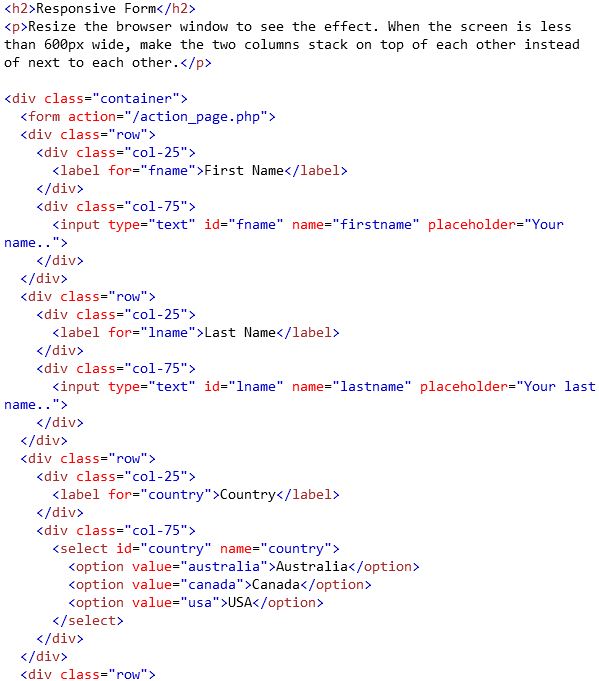 <h2>Responsive Form</h2>
<p>Resize the browser window to see the effect. When the screen is less
than 600px wide, make the two columns stack on top of each other instead
of next to each other.</p>

<div class="container">
  <form action="/action_page.php">
  <div class="row">
    <div class="col-25">
      <label for="fname">First Name</label>
    </div>
    <div class="col-75">
      <input type="text" id="fname" name="firstname" placeholder="Your
name..">
    </div>
  </div>
  <div class="row">
    <div class="col-25">
      <label for="lname">Last Name</label>
    </div>
    <div class="col-75">
      <input type="text" id="lname" name="lastname" placeholder="Your last
name..">
    </div>
  </div>
  <div class="row">
    <div class="col-25">
      <label for="country">Country</label>
    </div>
    <div class="col-75">
      <select id="country" name="country">
        <option value="australia">Australia</option>
        <option value="canada">Canada</option>
        <option value="usa">USA</option>
      </select>
    </div>
  </div>
  <div class="row">